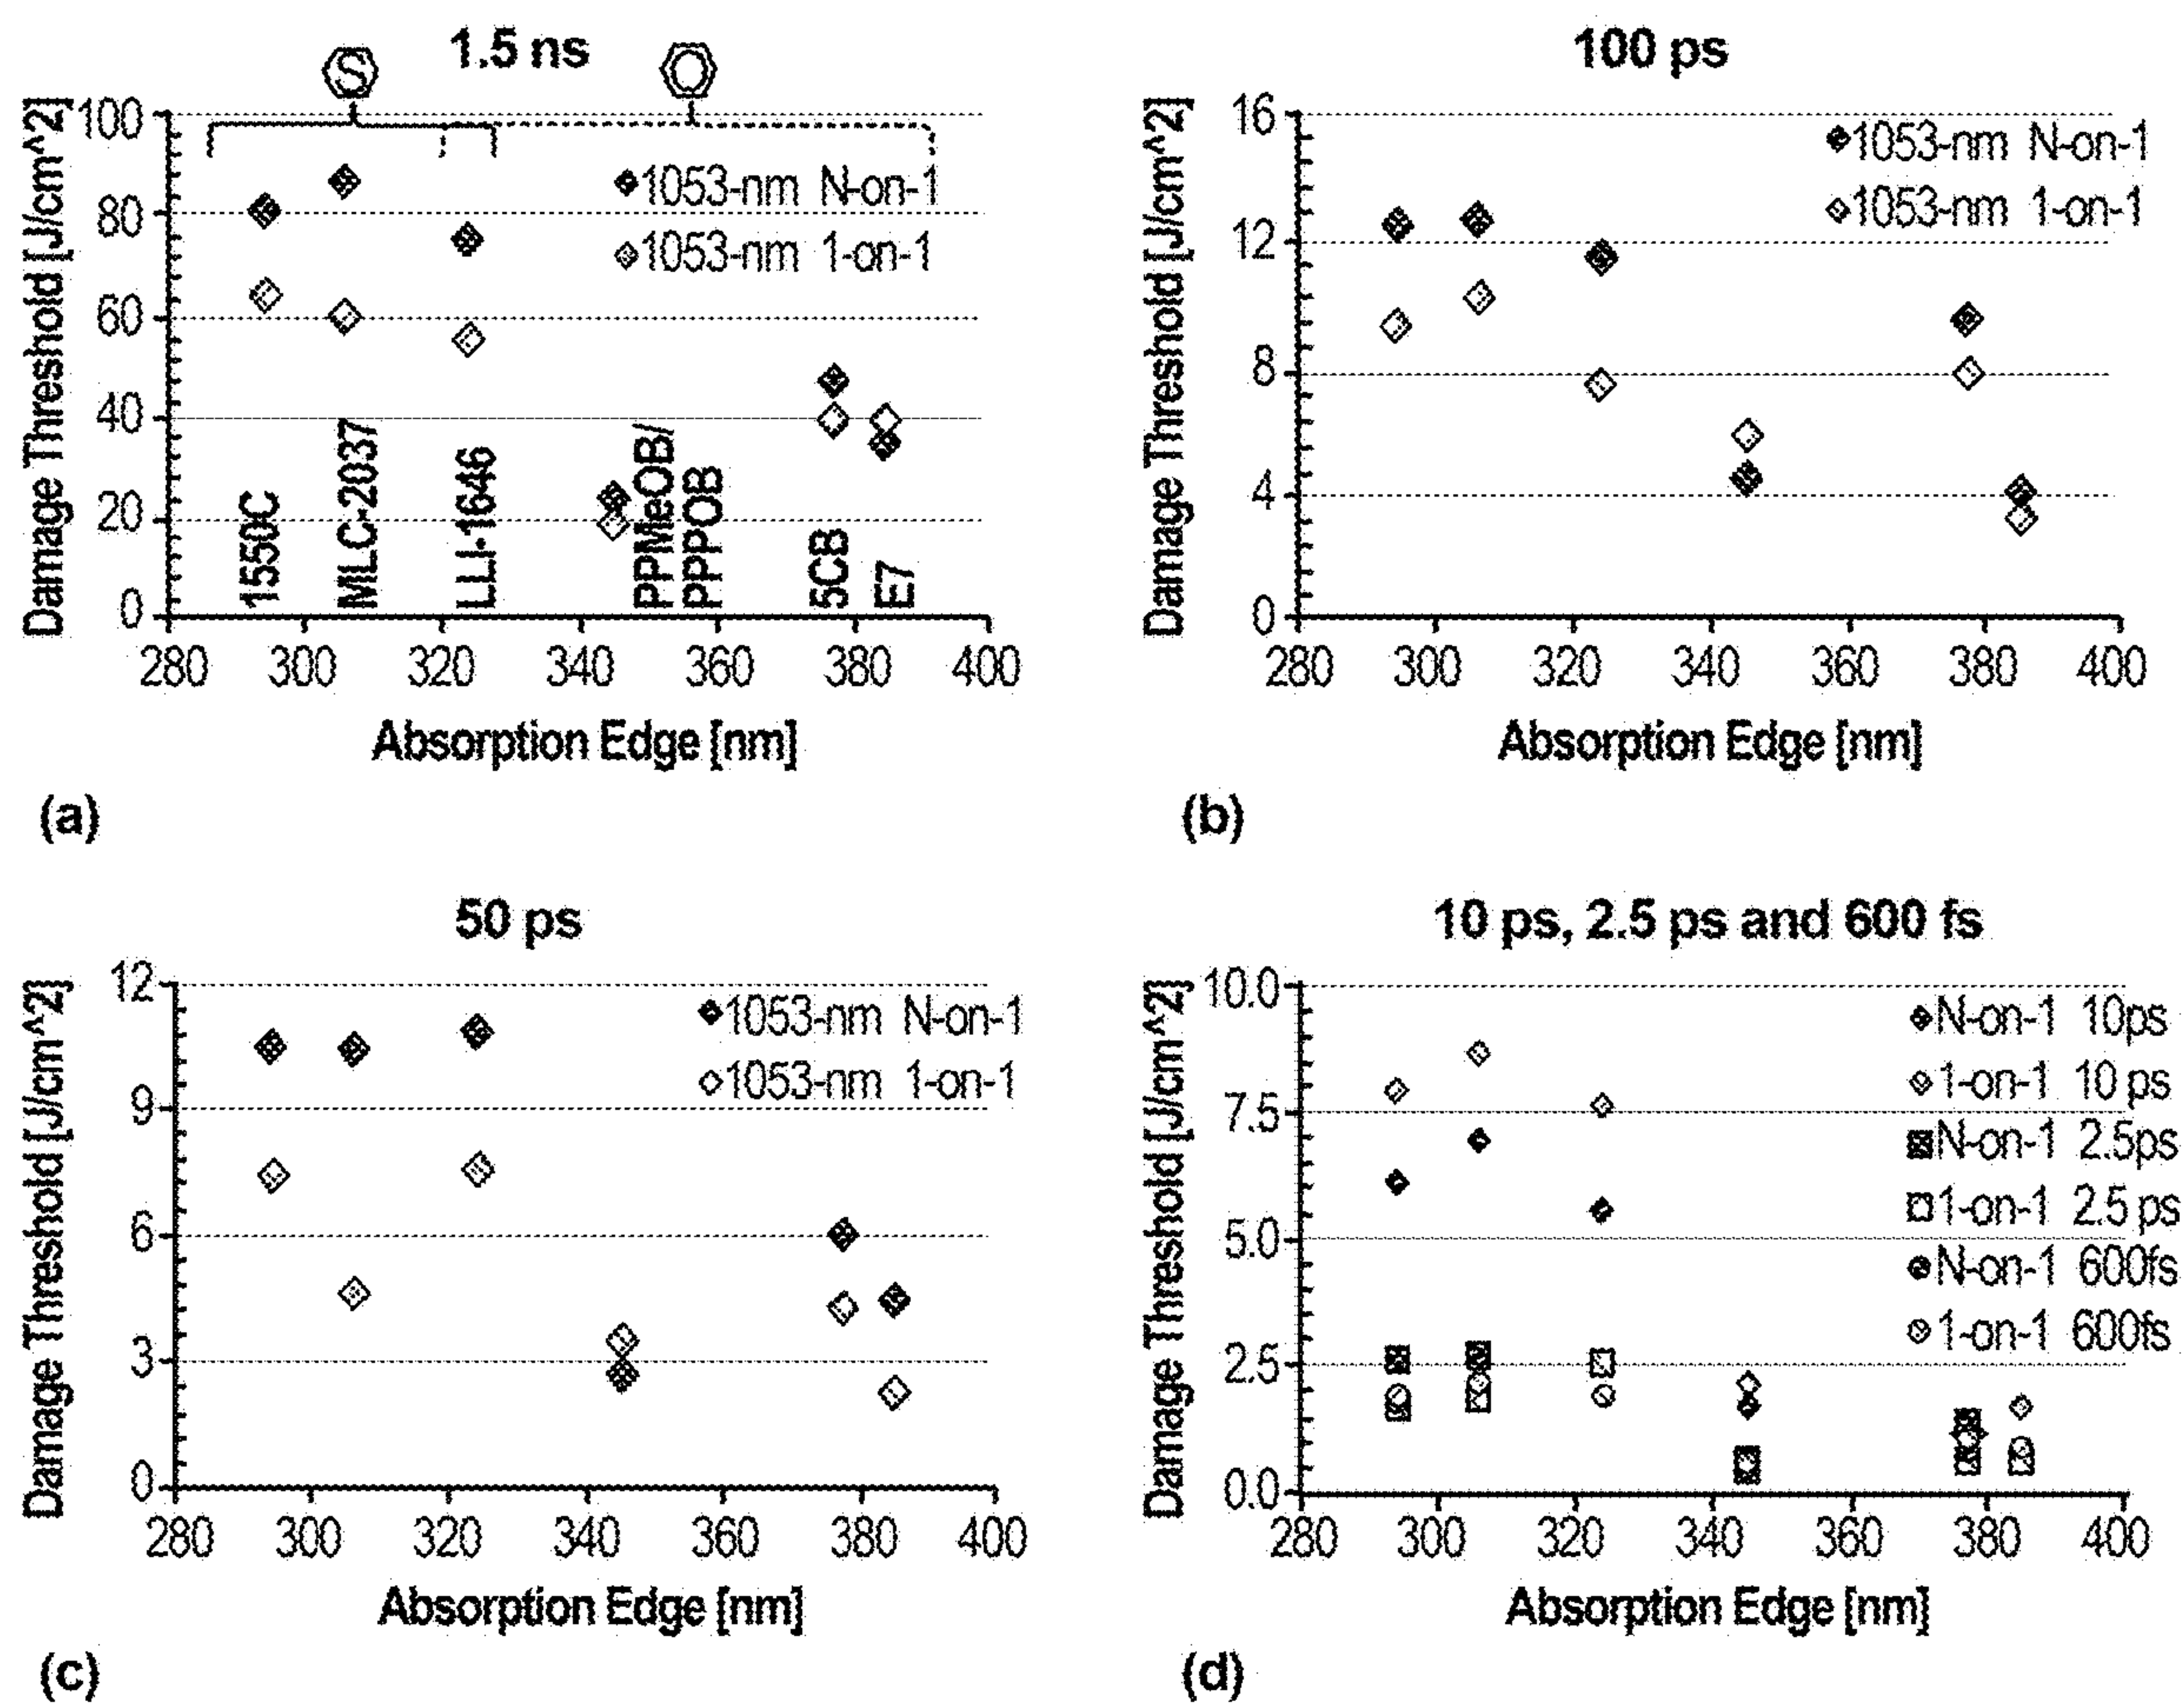 1.5 ns
S
Damage Threshold [J/cm^2]
100
80
60
40
20
0
1053-nm N-on-1
1053-nm 1-on-1
1550C
MLC-2037
LLI-1646
PPMeOB/
PPPOB
5CB
E7
280 300 320 340 360 380 400
Absorption Edge [nm]
(a)
100 ps
Damage Threshold [J/cm^2]
16
12
8
4
0
1053-nm N-on-1
1053-nm 1-on-1
280 300 320 340 360 380 400
Absorption Edge [nm]
(b)
50 ps
Damage Threshold [J/cm^2]
12
9
6
3
0
1053-nm N-on-1
1053-nm 1-on-1
280 300 320 340 360 380 400
Absorption Edge [nm]
(c)
10 ps, 2.5 ps and 600 fs
Damage Threshold [J/cm^2]
10.0
7.5
5.0
2.5
0.0
N-on-1 10ps
1-on-1 10 ps
N-on-1 2.5ps
1-on-1 2.5 ps
N-on-1 600fs
1-on-1 600fs
280 300 320 340 360 380 400
Absorption Edge [nm]
(d)